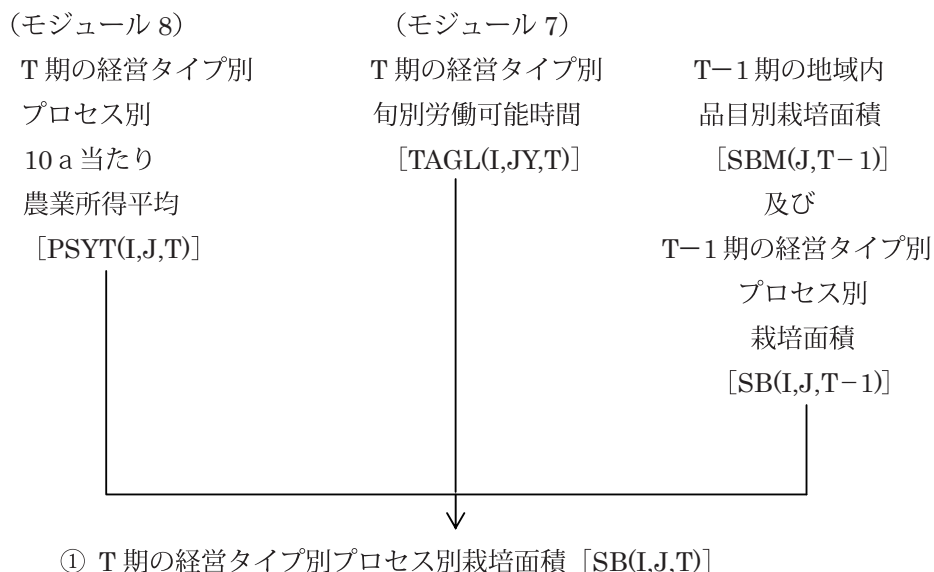 （モジュール 8）
T 期の経営タイプ別
プロセス別
10 a 当たり
農業所得平均
［PSYT(I,J,T)］
（モジュール 7）
T 期の経営タイプ別
旬別労働可能時間
［TAGL(I,JY,T)］
T−1 期の地域内
品目別栽培面積
［SBM(J,T−1)］
及び
T−1 期の経営タイプ別
プロセス別
栽培面積
［SB(I,J,T−1)］
① T 期の経営タイプ別プロセス別栽培面積［SB(I,J,T)］